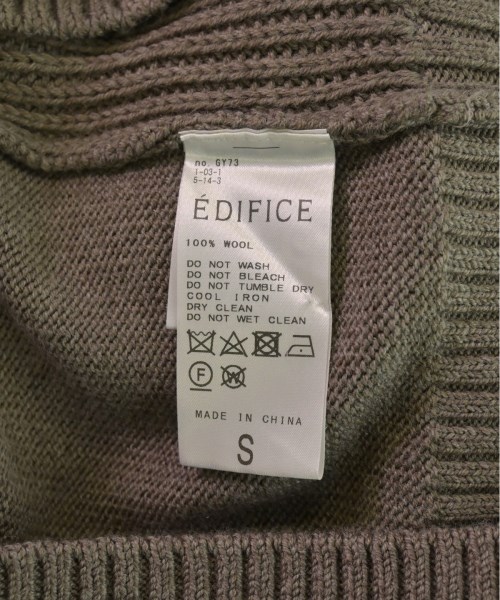 no. GY73
1-03-1
5-14-3
ÉDIFICE
100% WOOL
DO NOT WASH
DO NOT BLEACH
DO NOT TUMBLE DRY
COOL IRON
DRY CLEAN
DO NOT WET CLEAN
F
W
MADE IN CHINA
S